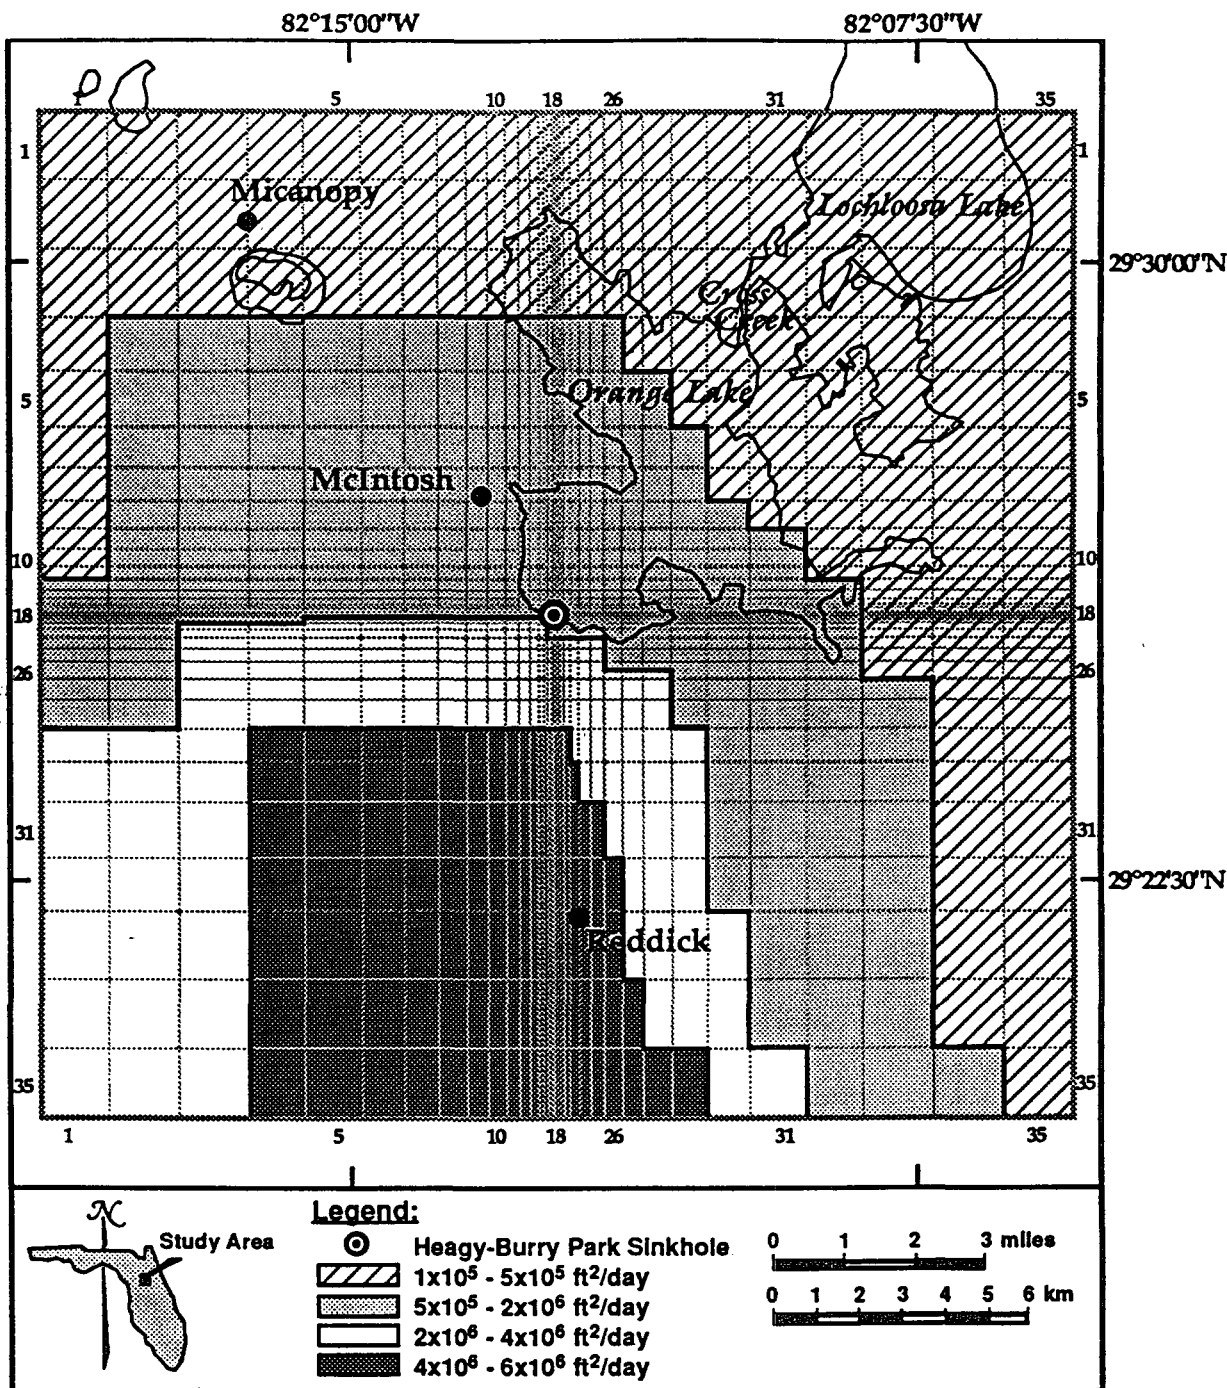 82°15'00"W 82°07'30"W
1 5 10 18 26 31 35
1 1
Micanopy
Lochloosa Lake
29°30'00"N
Cross
Creek
Orange Lake
5 5
McIntosh
10 10
18 18
26 26
31 31
29°22'30"N
Reddick
35 35
1 5 10 18 26 31 35
N
Study Area
Legend:
Heagy-Burry Park Sinkhole
1x10⁵ - 5x10⁵ ft²/day
5x10⁵ - 2x10⁶ ft²/day
2x10⁶ - 4x10⁶ ft²/day
4x10⁶ - 6x10⁶ ft²/day
0 1 2 3 miles
0 1 2 3 4 5 6 km